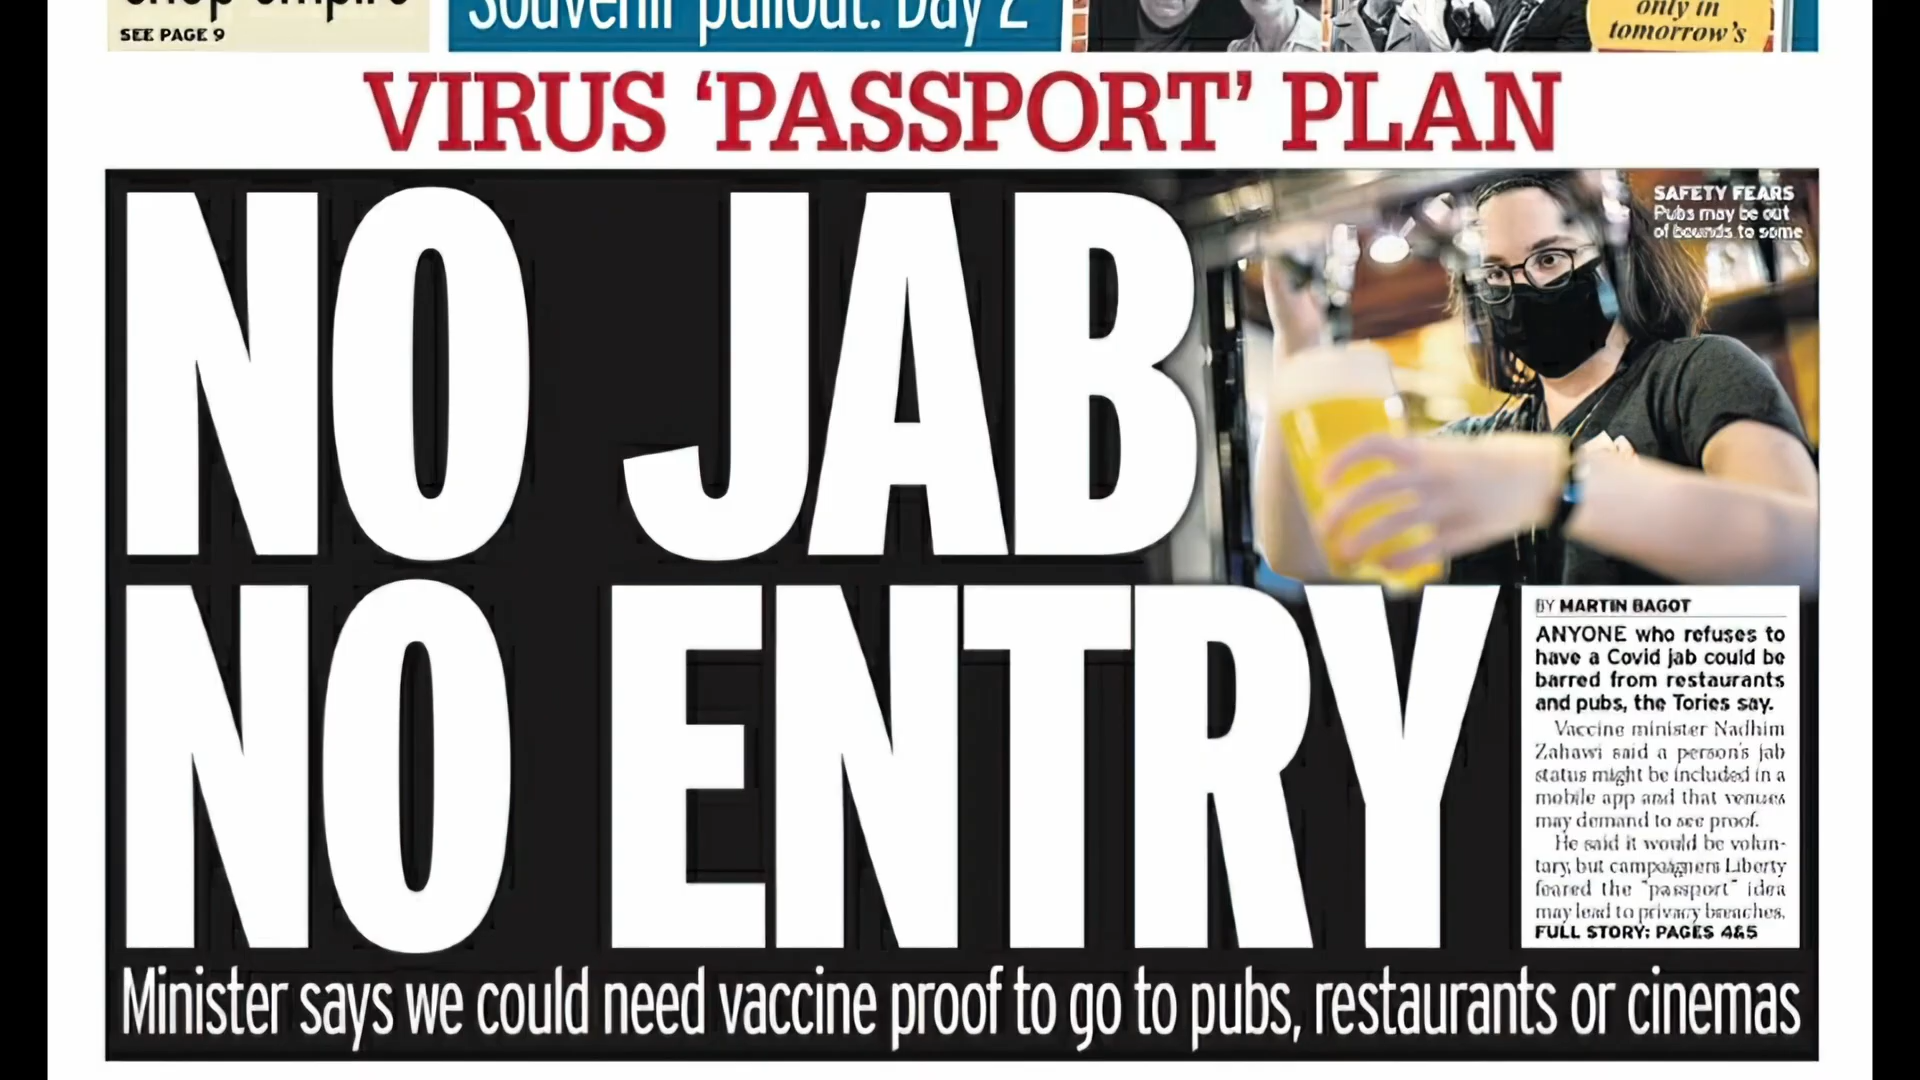 SEE PAGE 9
Souvenir pullout: Day 2
only in
tomorrow's
VIRUS ‘PASSPORT’ PLAN
NO JAB
NO ENTRY
SAFETY FEARS
Pubs may be out
of bounds to some
BY MARTIN BAGOT
ANYONE who refuses to
have a Covid jab could be
barred from restaurants
and pubs, the Tories say.
Vaccine minister Nadhim
Zahawi said a person's jab
status might be included in a
mobile app and that venues
may demand to see proof.
He said it would be volun-
tary, but campaigners Liberty
feared the "passport" idea
may lead to privacy breaches.
FULL STORY: PAGES 4&5
Minister says we could need vaccine proof to go to pubs, restaurants or cinemas